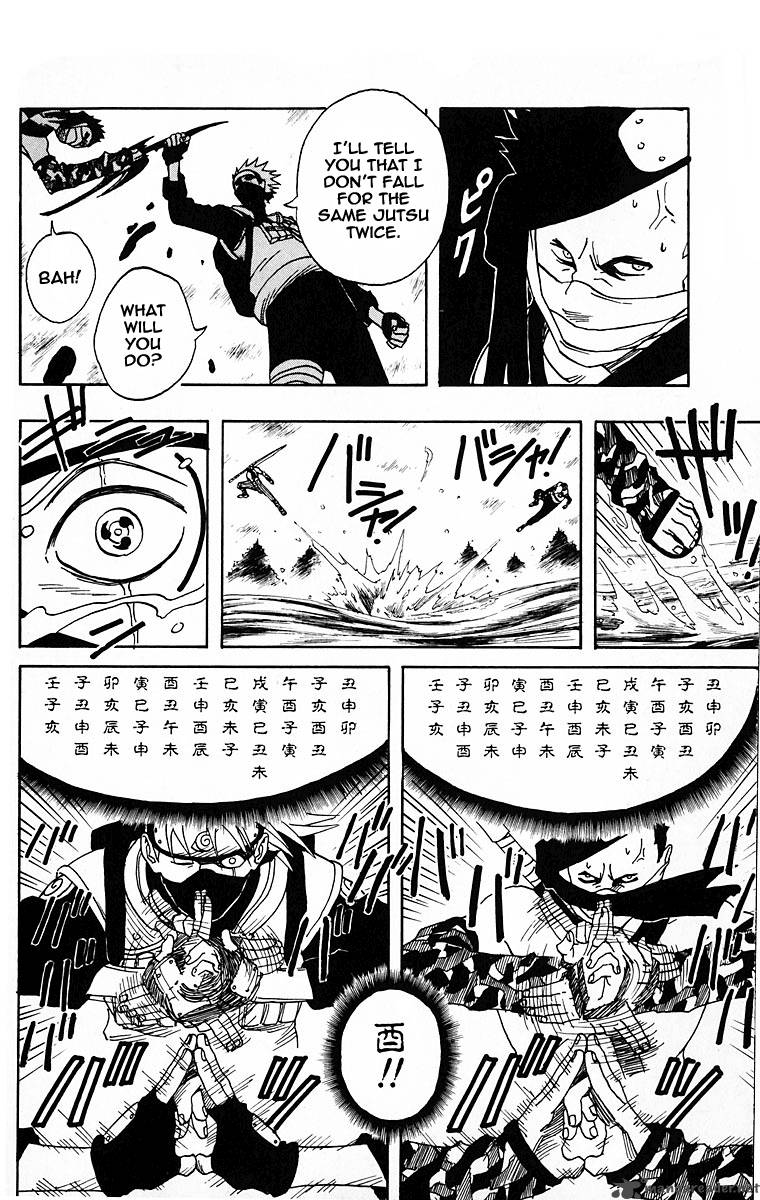 ピク
I'LL TELL
YOU THAT I
DON'T FALL
FOR THE
SAME JUTSU
TWICE.
WHAT
WILL
YOU
DO?
BAH!
バシャ!
丑申卯
子亥酉丑
午酉子寅
戌寅巳丑未
巳亥未子
壬申酉辰
酉丑午未
寅巳子申
卯亥辰未
子丑申酉
壬子亥
丑申卯
子亥酉丑
午酉子寅
戌寅巳丑未
巳亥未子
壬申酉辰
酉丑午未
寅巳子申
卯亥辰未
子丑申酉
壬子亥
酉!!